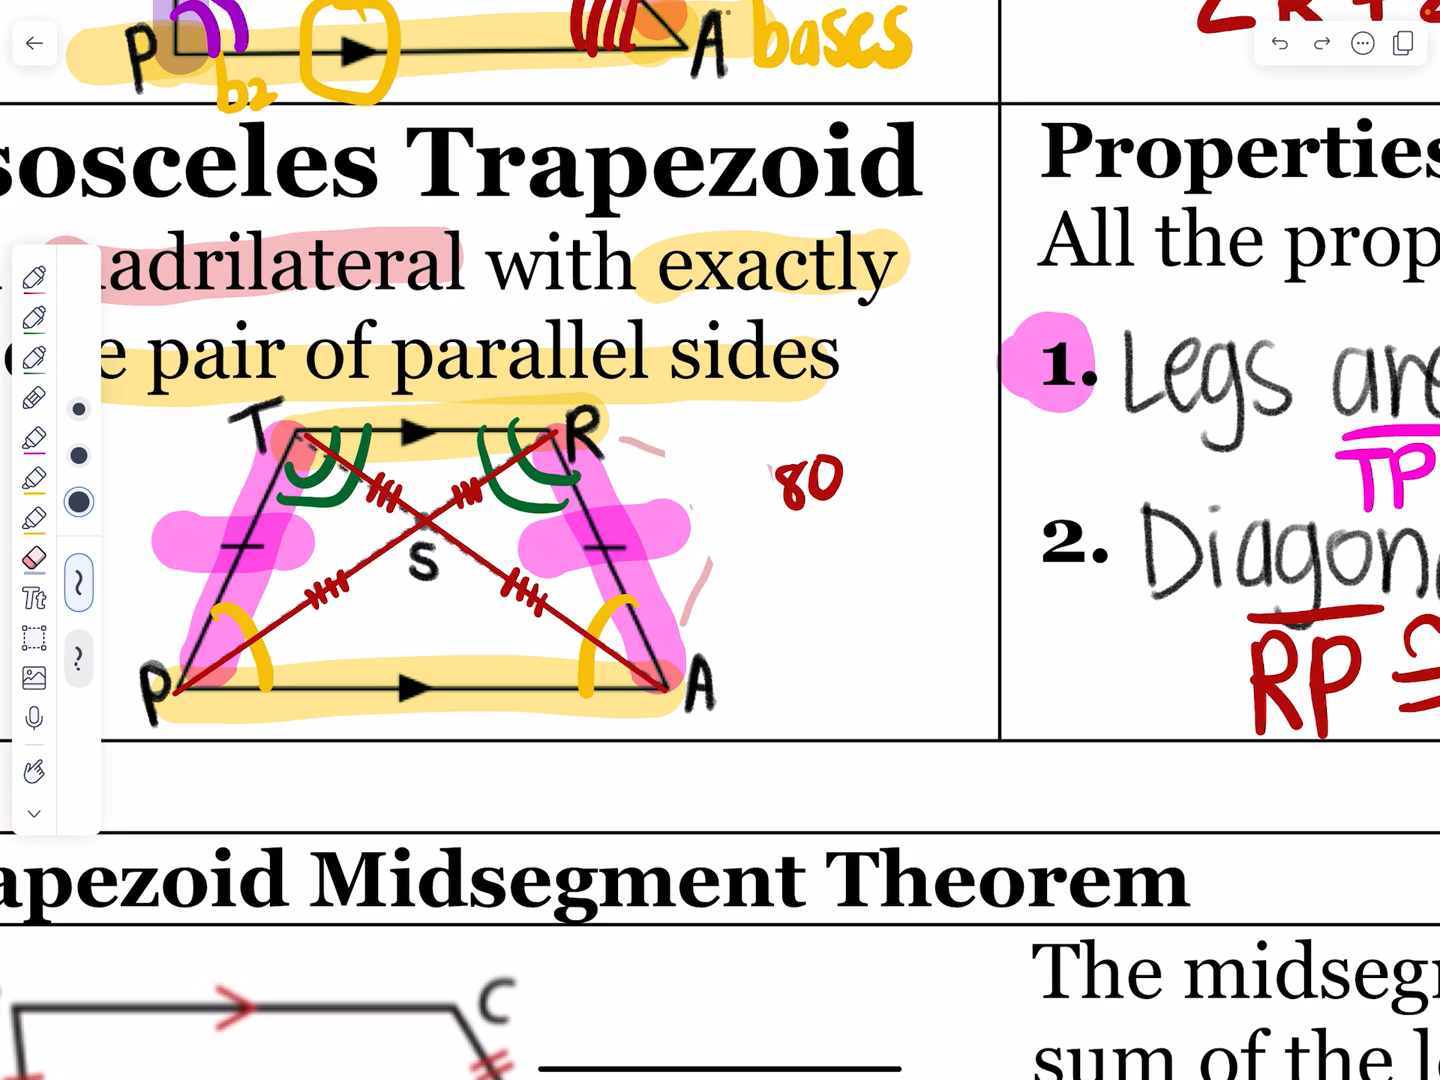 P b2 A bases
sosceles Trapezoid
adrilateral with exactly
e pair of parallel sides
T R
80
S
P A
Properties
All the prop
1. Legs are
TP
2. Diagon
RP ≅
apezoid Midsegment Theorem
C
The midseg
sum of the l
Tt